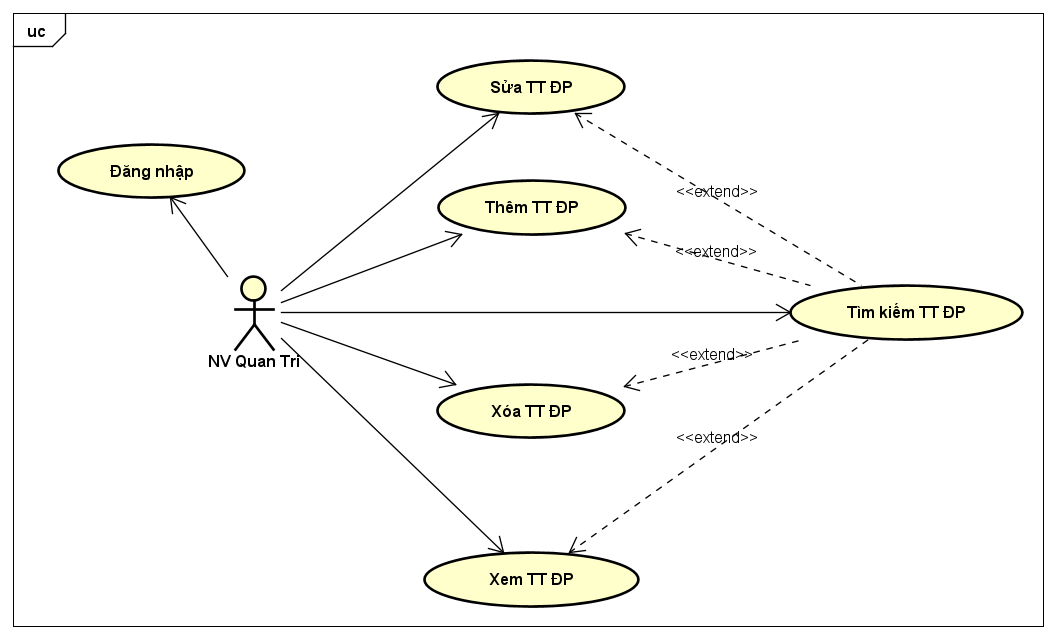 uc
Sửa TT ĐP
Đăng nhập
<<extend>>
Thêm TT ĐP
<<extend>>
Tìm kiếm TT ĐP
NV Quan Tri
<<extend>>
Xóa TT ĐP
<<extend>>
Xem TT ĐP